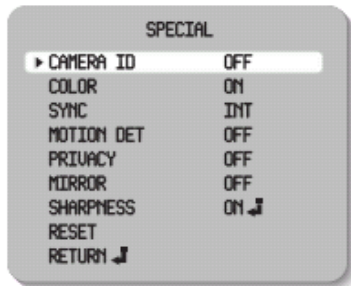 SPECIAL
CAMERA ID OFF
COLOR ON
SYNC INT
MOTION DET OFF
PRIVACY OFF
MIRROR OFF
SHARPNESS ON
RESET
RETURN